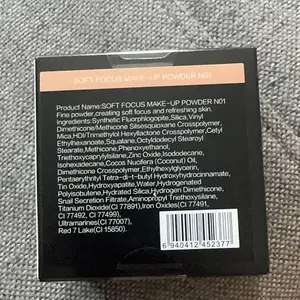 SOFT FOCUS MAKE-UP POWDER N01
Product Name:SOFT FOCUS MAKE-UP POWDER N01
Fine powder,creating soft focus and refreshing skin.
Ingredients:Synthetic Fluorphlogopite,Silica,Vinyl
Dimethicone/Methicone Silsesquioxane Crosspolymer,
Mica,HDI/Trimethylol Hexyllactone Crosspolymer,Cetyl
Ethylhexanoate,Squalane,Octyldodecyl Stearoyl
Stearate,Methicone,Phenoxyethanol,
Triethoxycaprylylsilane,Zinc Oxide,Isododecane,
Isohexadecane,Cocos Nucifera (Coconut) Oil,
Dimethicone Crosspolymer,Ethylhexylglycerin,
Pentaerythrityl Tetra-di-t-butyl Hydroxyhydrocinnamate,
Tin Oxide,Hydroxyapatite,Water,Hydrogenated
Polyisobutene,Hydrated Silica,Hydrogen Dimethicone,
Snail Secretion Filtrate,Aminopropyl Triethoxysilane,
Titanium Dioxide(CI 77891),Iron Oxides(CI 77491,
CI 77492, CI 77499),
Ultramarines(CI 77007),
Red 7 Lake(CI 15850).
6 940412 452377